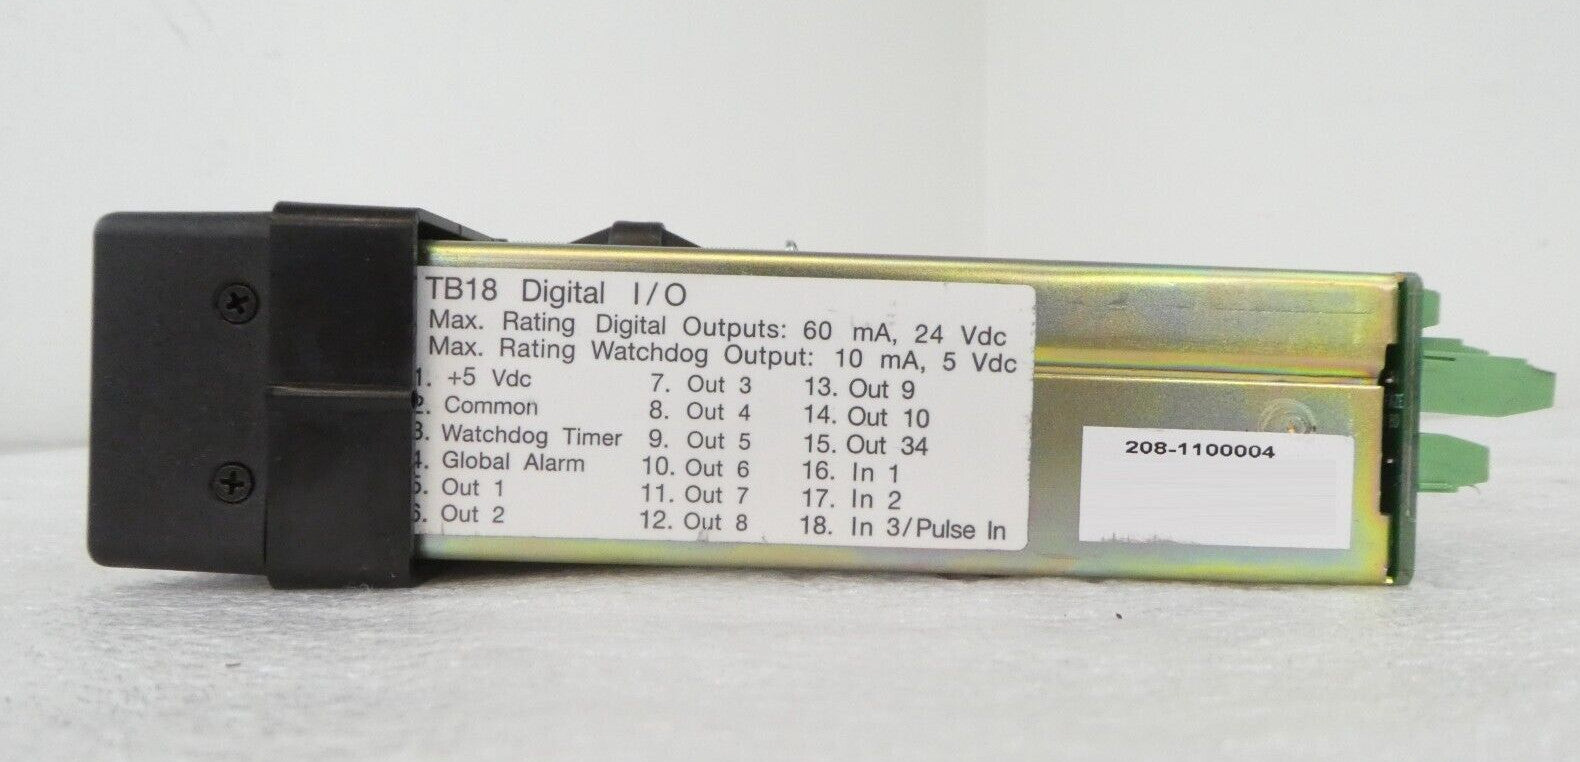 TB18 Digital I/O
Max. Rating Digital Outputs: 60 mA, 24 Vdc
Max. Rating Watchdog Output: 10 mA, 5 Vdc
1. +5 Vdc
2. Common
3. Watchdog Timer
4. Global Alarm
5. Out 1
6. Out 2
7. Out 3
8. Out 4
9. Out 5
10. Out 6
11. Out 7
12. Out 8
13. Out 9
14. Out 10
15. Out 34
16. In 1
17. In 2
18. In 3/Pulse In
208-1100004